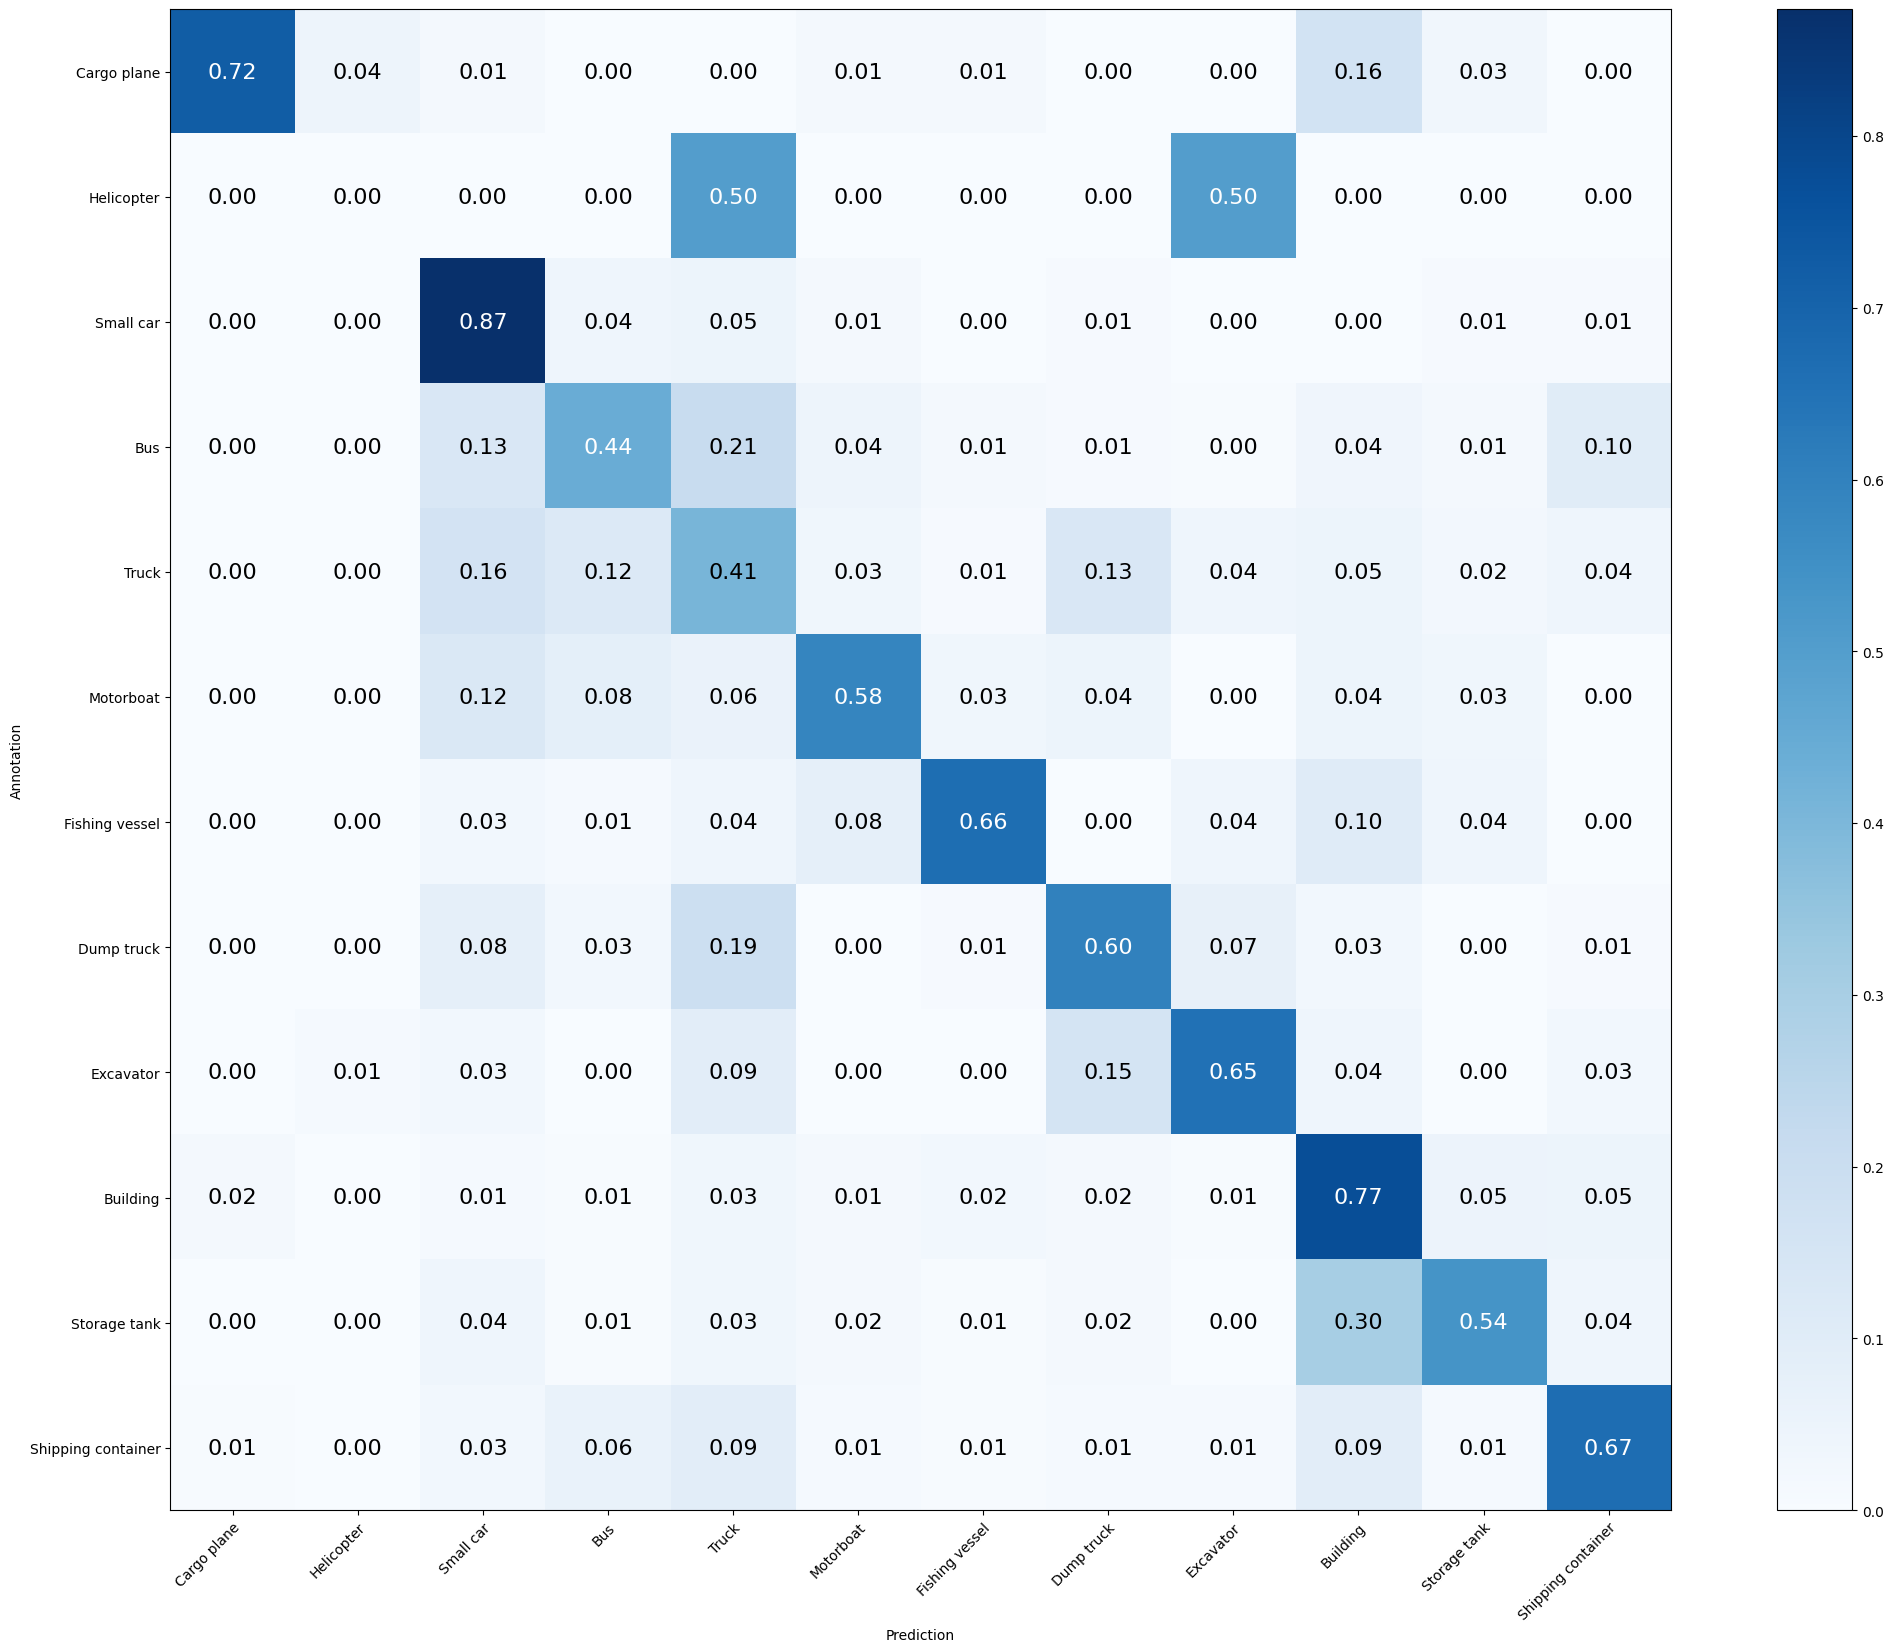 Cargo plane 0.72 0.04 0.01 0.00 0.00 0.01 0.01 0.00 0.00 0.16 0.03 0.00
Helicopter 0.00 0.00 0.00 0.00 0.50 0.00 0.00 0.00 0.50 0.00 0.00 0.00
Small car 0.00 0.00 0.87 0.04 0.05 0.01 0.00 0.01 0.00 0.00 0.01 0.01
Bus 0.00 0.00 0.13 0.44 0.21 0.04 0.01 0.01 0.00 0.04 0.01 0.10
Truck 0.00 0.00 0.16 0.12 0.41 0.03 0.01 0.13 0.04 0.05 0.02 0.04
Motorboat 0.00 0.00 0.12 0.08 0.06 0.58 0.03 0.04 0.00 0.04 0.03 0.00
Fishing vessel 0.00 0.00 0.03 0.01 0.04 0.08 0.66 0.00 0.04 0.10 0.04 0.00
Dump truck 0.00 0.00 0.08 0.03 0.19 0.00 0.01 0.60 0.07 0.03 0.00 0.01
Excavator 0.00 0.01 0.03 0.00 0.09 0.00 0.00 0.15 0.65 0.04 0.00 0.03
Building 0.02 0.00 0.01 0.01 0.03 0.01 0.02 0.02 0.01 0.77 0.05 0.05
Storage tank 0.00 0.00 0.04 0.01 0.03 0.02 0.01 0.02 0.00 0.30 0.54 0.04
Shipping container 0.01 0.00 0.03 0.06 0.09 0.01 0.01 0.01 0.01 0.09 0.01 0.67
Cargo plane Helicopter Small car Bus Truck Motorboat Fishing vessel Dump truck Excavator Building Storage tank Shipping container
Prediction
Annotation
0.8
0.7
0.6
0.5
0.4
0.3
0.2
0.1
0.0